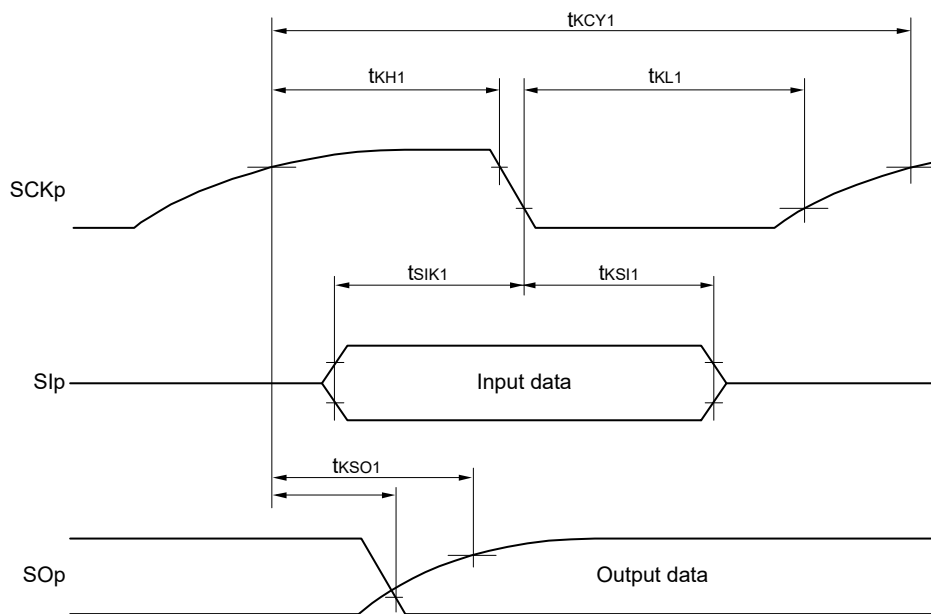 tKCY1
tKH1
tKL1
SCKp
tSIK1
tKSI1
SIp
Input data
tKSO1
SOp
Output data